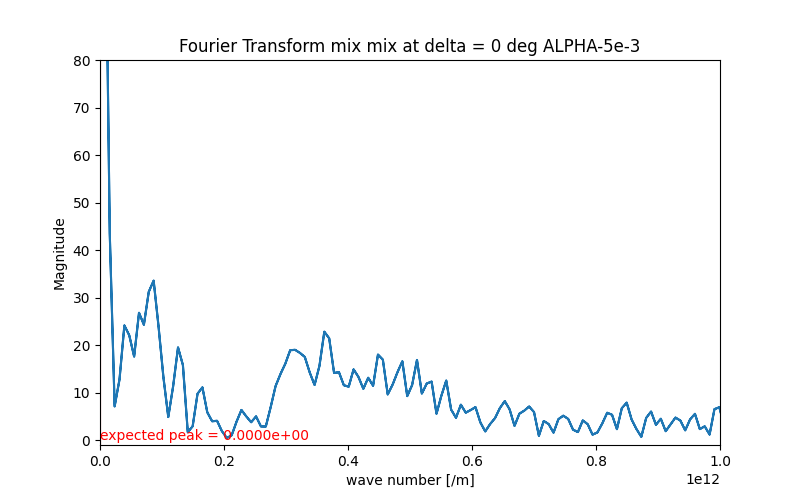 Fourier Transform mix mix at delta = 0 deg ALPHA-5e-3
80
70
60
50
40
30
20
10
0
Magnitude
expected peak = 0.0000e+00
0.0 0.2 0.4 0.6 0.8 1.0
wave number [/m]
1e12